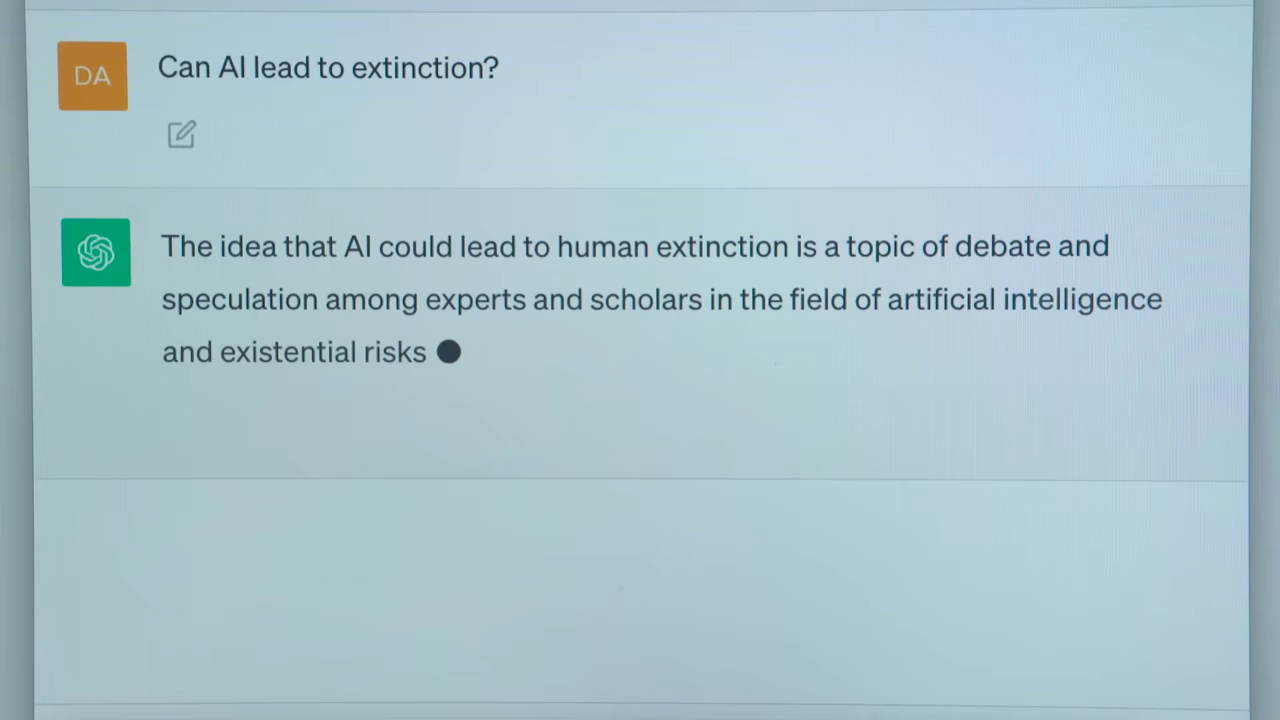 DA
Can AI lead to extinction?
The idea that AI could lead to human extinction is a topic of debate and
speculation among experts and scholars in the field of artificial intelligence
and existential risks